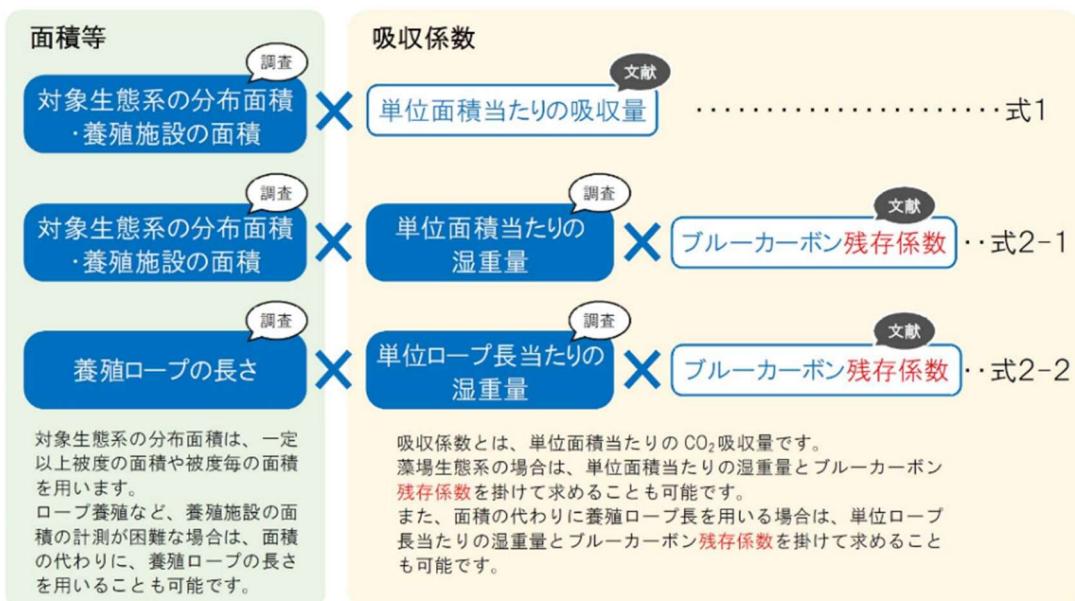 面積等
吸収係数
調査
文献
対象生態系の分布面積
・養殖施設の面積
×
単位面積当たりの吸収量
・・・・・・・・・・・・・・・・・・・・・・式1
調査
調査
文献
対象生態系の分布面積
・養殖施設の面積
×
単位面積当たりの
湿重量
×
ブルーカーボン残存係数
・・式2-1
調査
調査
文献
養殖ロープの長さ
×
単位ロープ長当たりの
湿重量
×
ブルーカーボン残存係数
・・式2-2
対象生態系の分布面積は、一定
以上被度の面積や被度毎の面積
を用います。
ロープ養殖など、養殖施設の面
積の計測が困難な場合は、面積
の代わりに、養殖ロープの長さ
を用いることも可能です。
吸収係数とは、単位面積当たりの CO₂吸収量です。
藻場生態系の場合は、単位面積当たりの湿重量とブルーカーボン
残存係数を掛けて求めることも可能です。
また、面積の代わりに養殖ロープ長を用いる場合は、単位ロープ
長当たりの湿重量とブルーカーボン残存係数を掛けて求めること
も可能です。